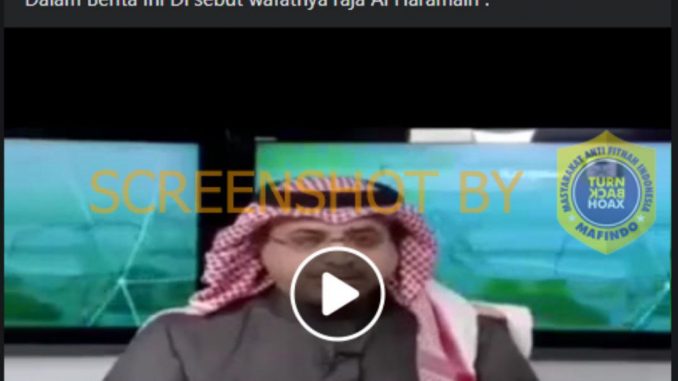 Dalam Berita ini Di sebut wafatnya raja Al Haramain .
SCREENSHOT BY
MASYARAKAT ANTI FITNAH INDONESIA
TURN
BACK
HOAX
MAFINDO